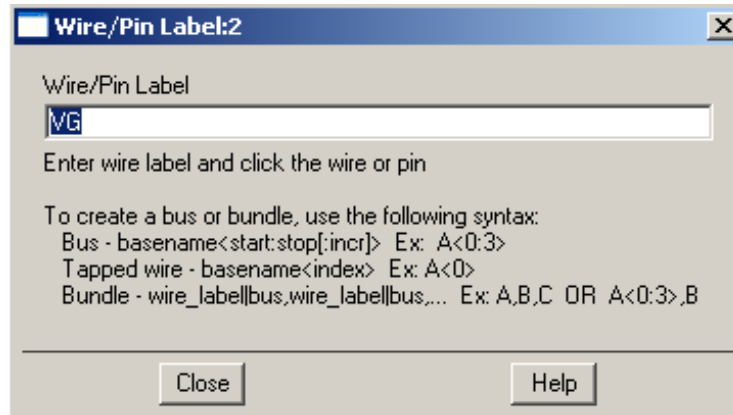 Wire/Pin Label:2
Wire/Pin Label
VG
Enter wire label and click the wire or pin
To create a bus or bundle, use the following syntax:
Bus - basename<start:stop[:incr]> Ex: A<0:3>
Tapped wire - basename<index> Ex: A<0>
Bundle - wire_label|bus,wire_label|bus,... Ex: A,B,C OR A<0:3>,B
Close Help